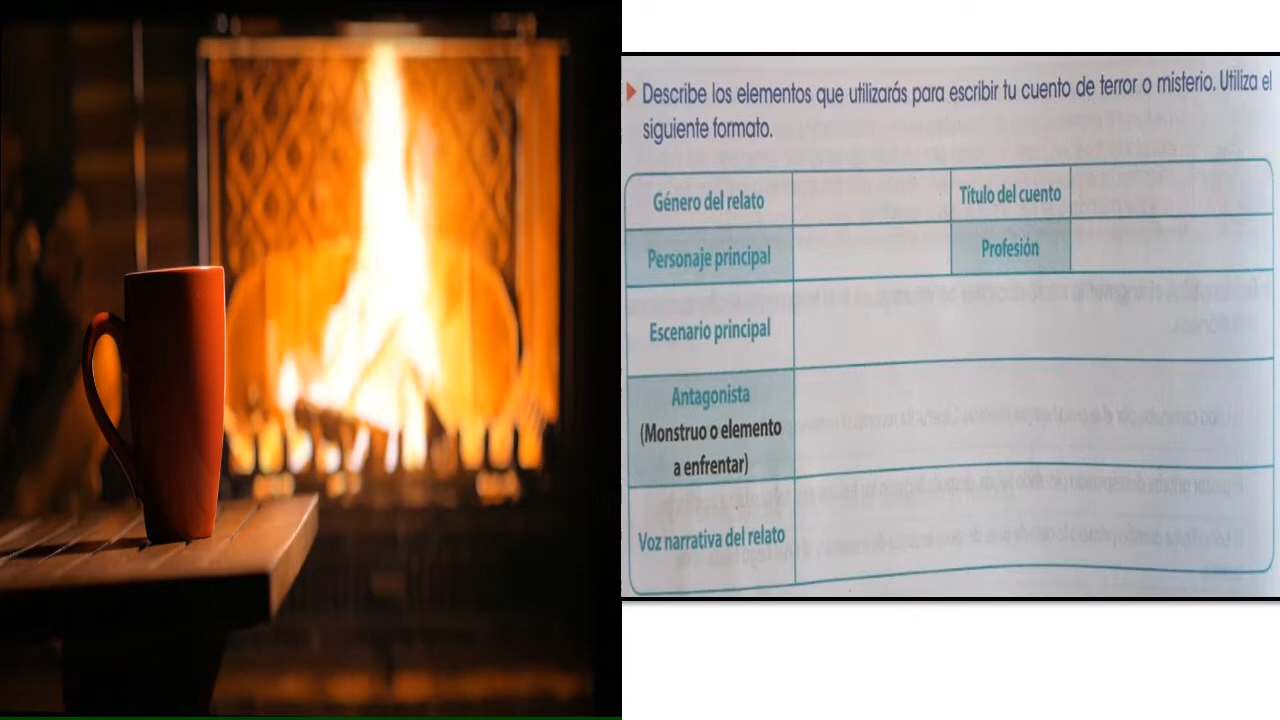 Describe los elementos que utilizarás para escribir tu cuento de terror o misterio. Utiliza el
siguiente formato.
Género del relato
Título del cuento
Personaje principal
Profesión
Escenario principal
Antagonista
(Monstruo o elemento
a enfrentar)
Voz narrativa del relato